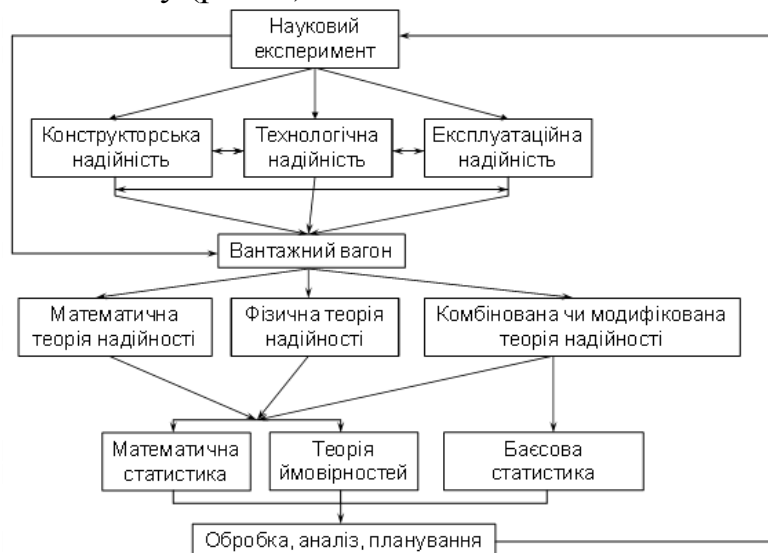 Науковий
експеримент
Конструкторська
надійність
Технологічна
надійність
Експлуатаційна
надійність
Вантажний вагон
Математична
теорія надійності
Фізична теорія
надійності
Комбінована чи модифікована
теорія надійності
Математична
статистика
Теорія
ймовірностей
Баєсова
статистика
Обробка, аналіз, планування